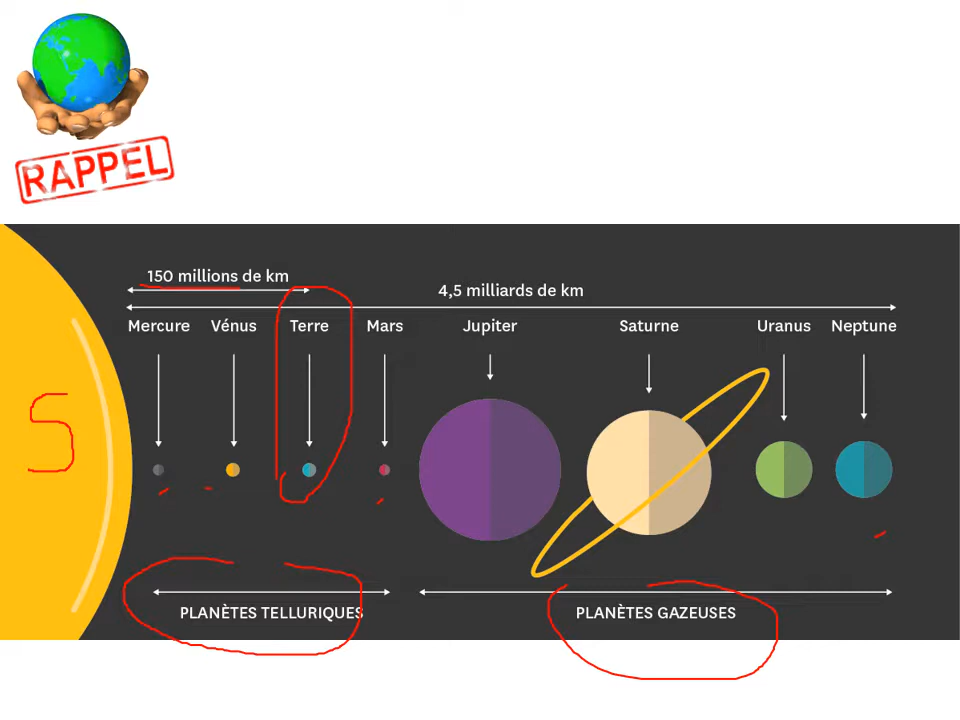 RAPPEL
150 millions de km
4,5 milliards de km
Mercure Vénus Terre Mars Jupiter Saturne Uranus Neptune
S
PLANÈTES TELLURIQUES PLANÈTES GAZEUSES